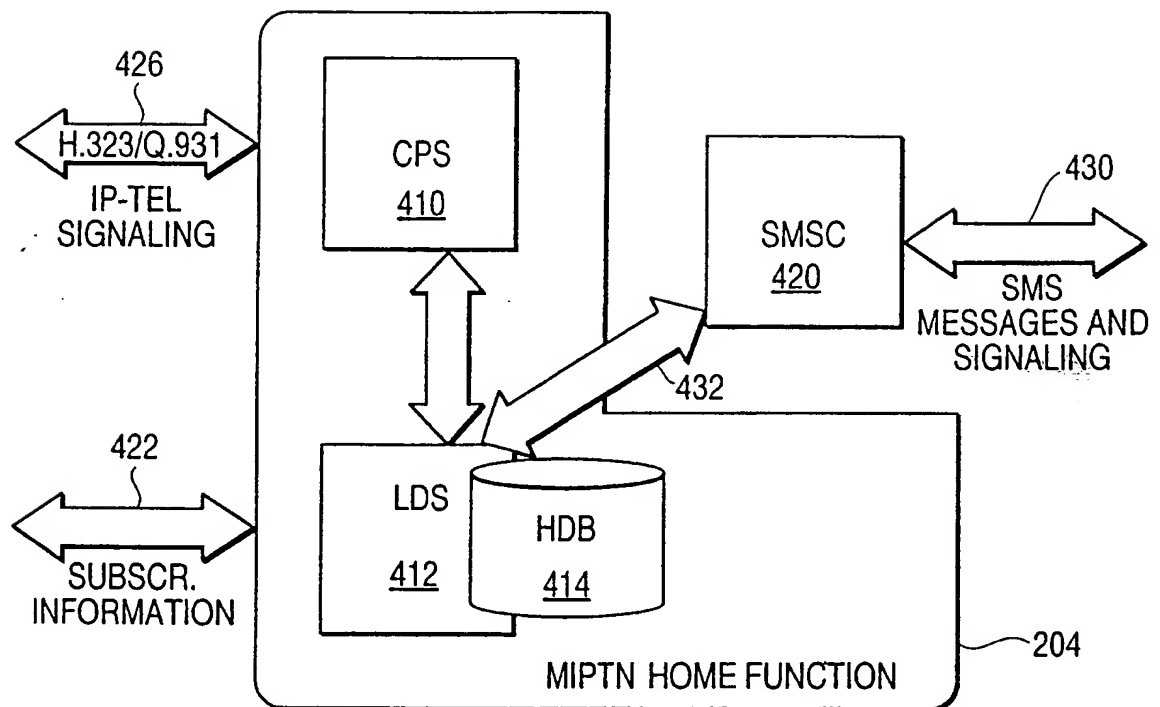 426
H.323/Q.931
IP-TEL
SIGNALING
CPS
410
430
SMSC
420
SMS
MESSAGES AND
SIGNALING
432
422
SUBSCR.
INFORMATION
LDS
412
HDB
414
204
MIPTN HOME FUNCTION